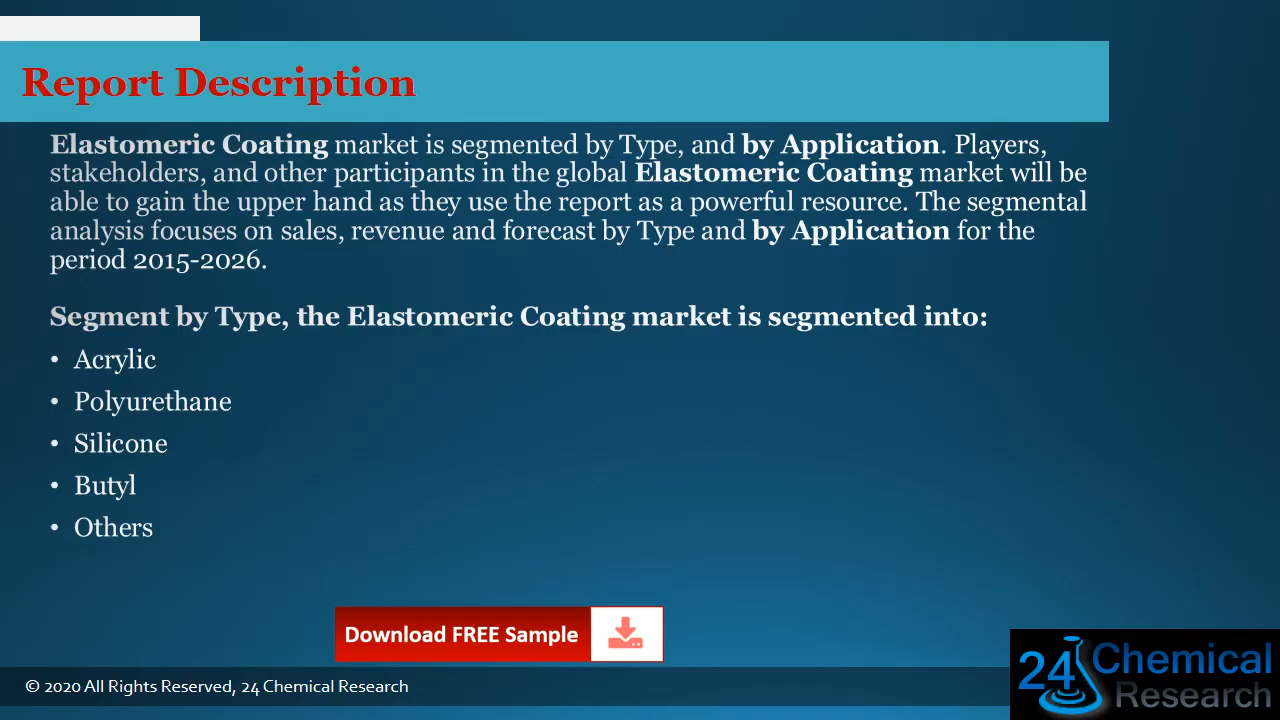 Report Description
Elastomeric Coating market is segmented by Type, and by Application. Players,
stakeholders, and other participants in the global Elastomeric Coating market will be
able to gain the upper hand as they use the report as a powerful resource. The segmental
analysis focuses on sales, revenue and forecast by Type and by Application for the
period 2015-2026.
Segment by Type, the Elastomeric Coating market is segmented into:
• Acrylic
• Polyurethane
• Silicone
• Butyl
• Others
Download FREE Sample
© 2020 All Rights Reserved, 24 Chemical Research
24 Chemical
Research